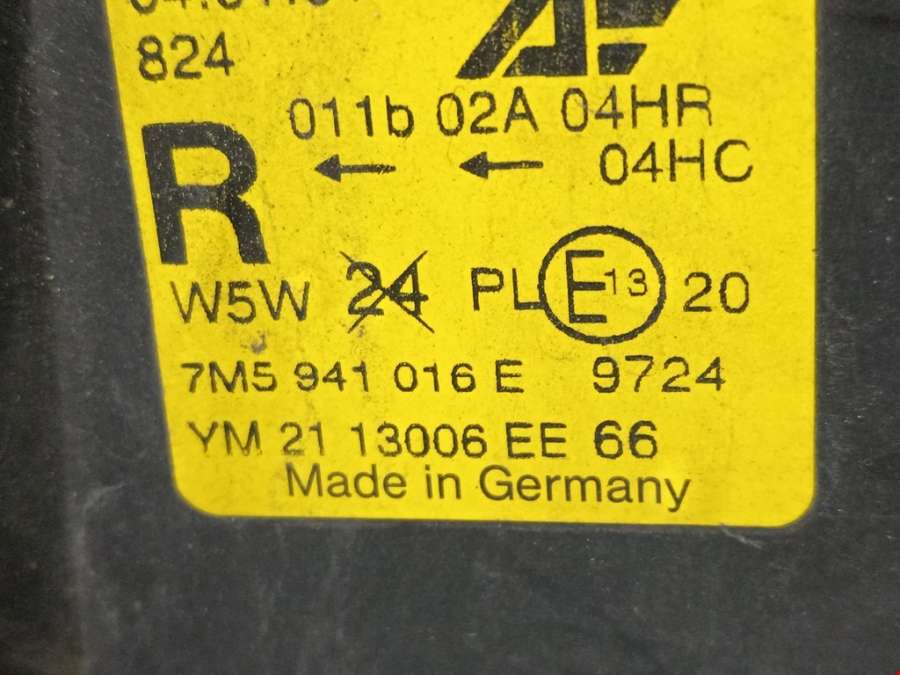 824
011b 02A 04HR
04HC
R
W5W 24 PL E13 20
7M5 941 016 E 9724
YM 21 13006 EE 66
Made in Germany